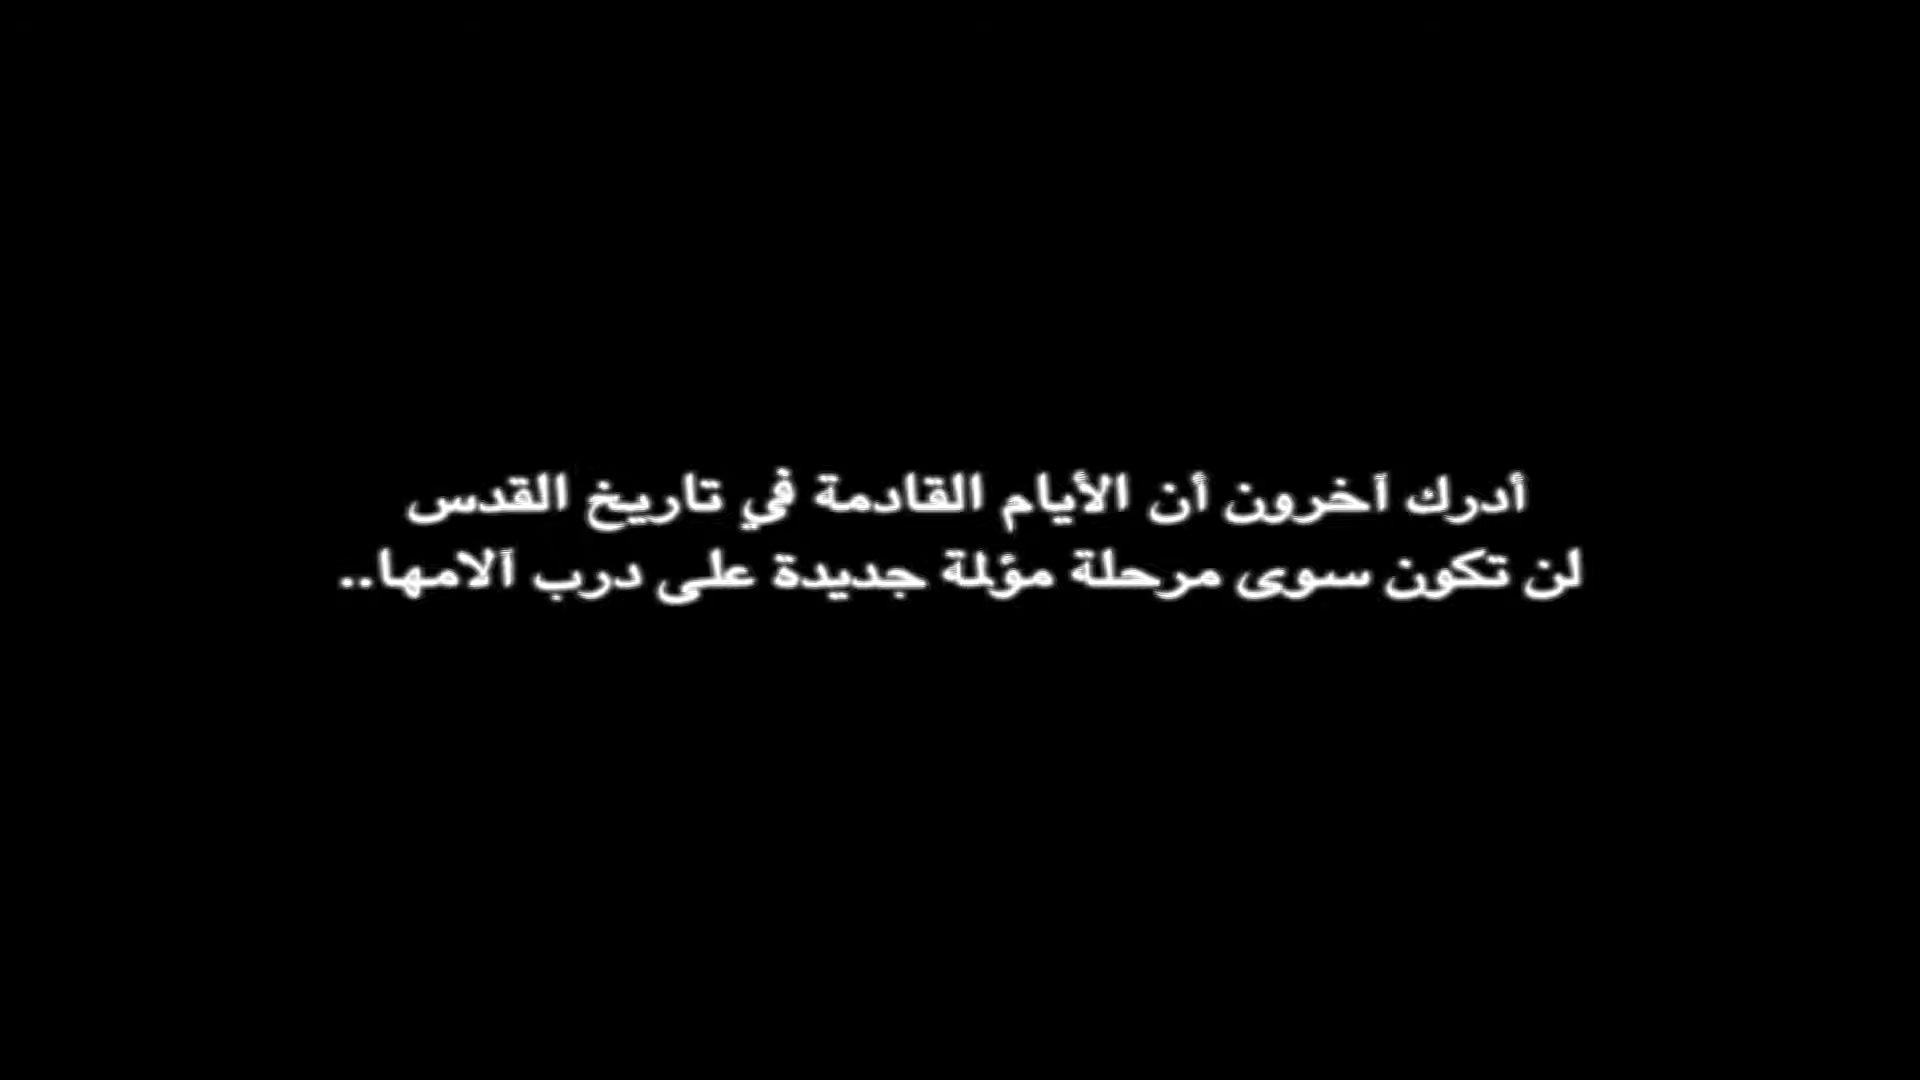 أدرك آخرون أن الأيام القادمة في تاريخ القدس
لن تكون سوى مرحلة مؤلمة جديدة على درب آلامها..